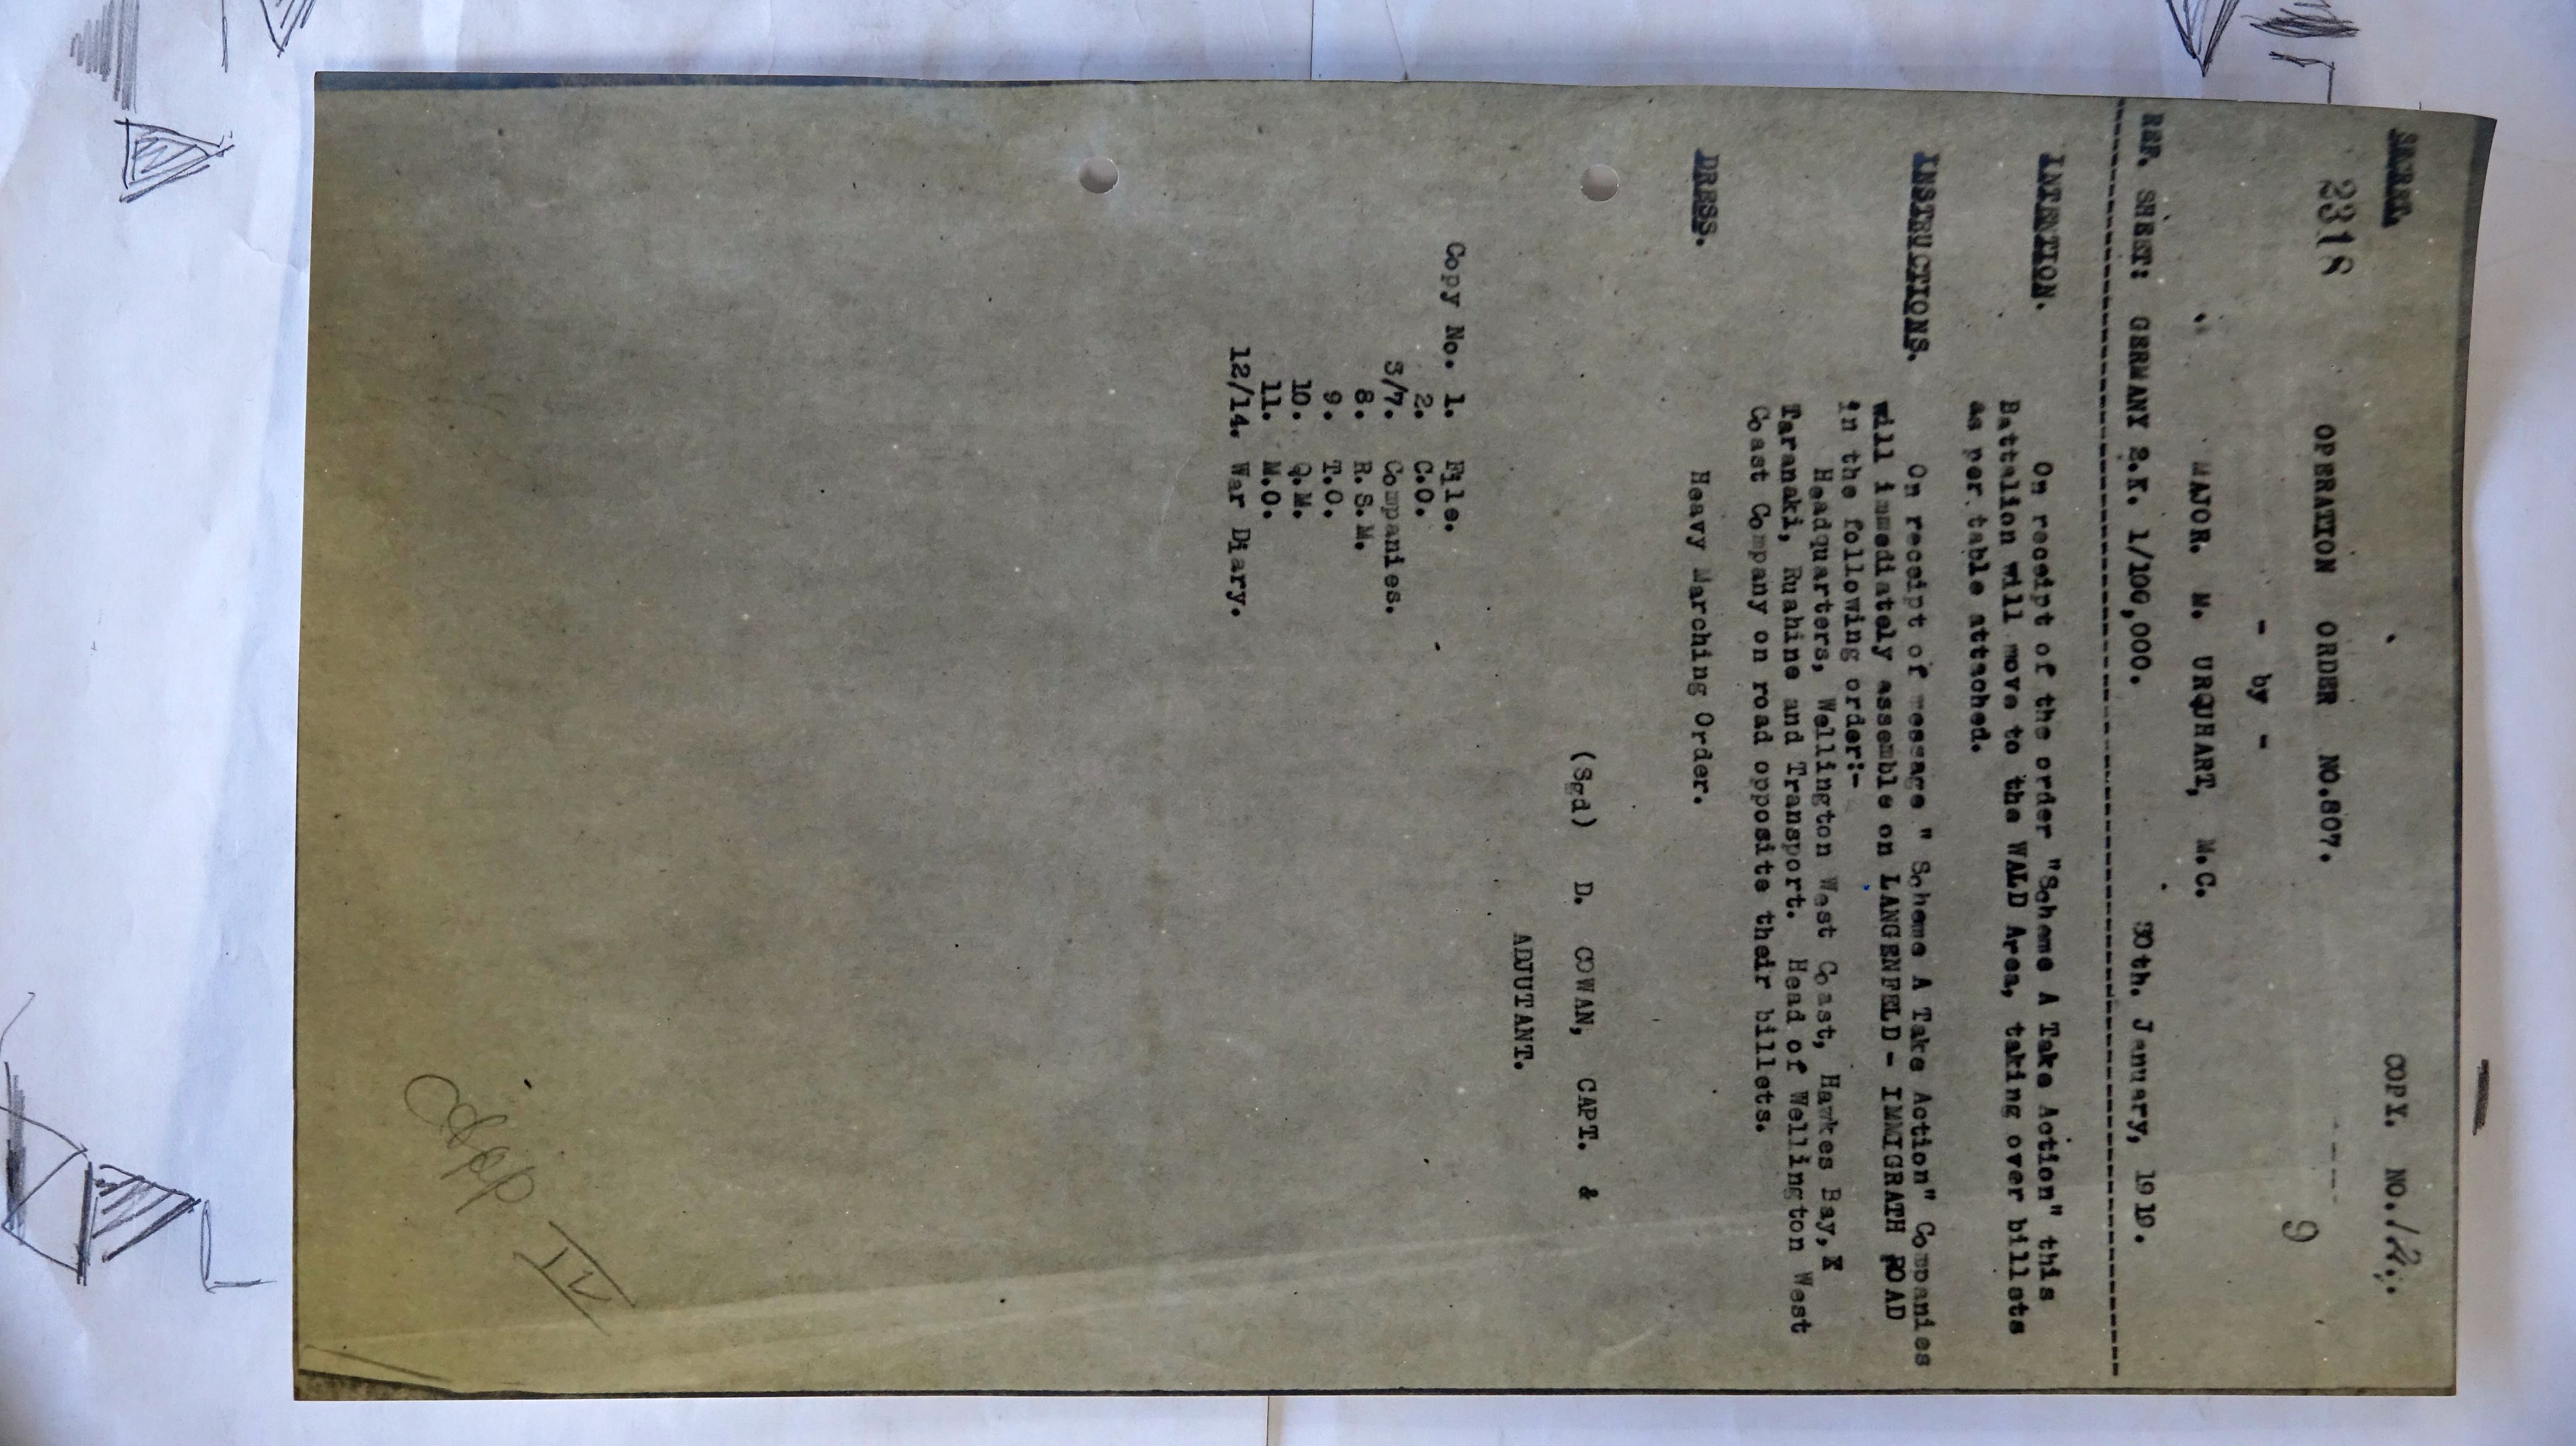 SECRET. COPY. NO. 12.
2318 OPERATION ORDER NO.807. 9
- by -
MAJOR. M. URQUHART, M.C.
REF. SHEET: GERMANY 2.K. 1/100,000. 30th. January, 1919.
INTENTION. On receipt of the order "Scheme A Take Action" this
Battalion will move to the WALD Area, taking over billets
as per table attached.
INSTRUCTIONS. On receipt of message " Scheme A Take Action" Companies
will immediately assemble on LANGENFELD - IMMIGRATH ROAD
in the following order:-
Headquarters, Wellington West Coast, Hawkes Bay,X
Taranaki, Ruahine and Transport. Head of Wellington West
Coast Company on road opposite their billets.
DRESS. Heavy Marching Order.
(Sgd) D. COWAN, CAPT. &
ADJUTANT.
Copy No. 1. File.
2. C.O.
3/7. Companies.
8. R.S.M.
9. T.O.
10. Q.M.
11. M.O.
12/14. War Diary.
App IV